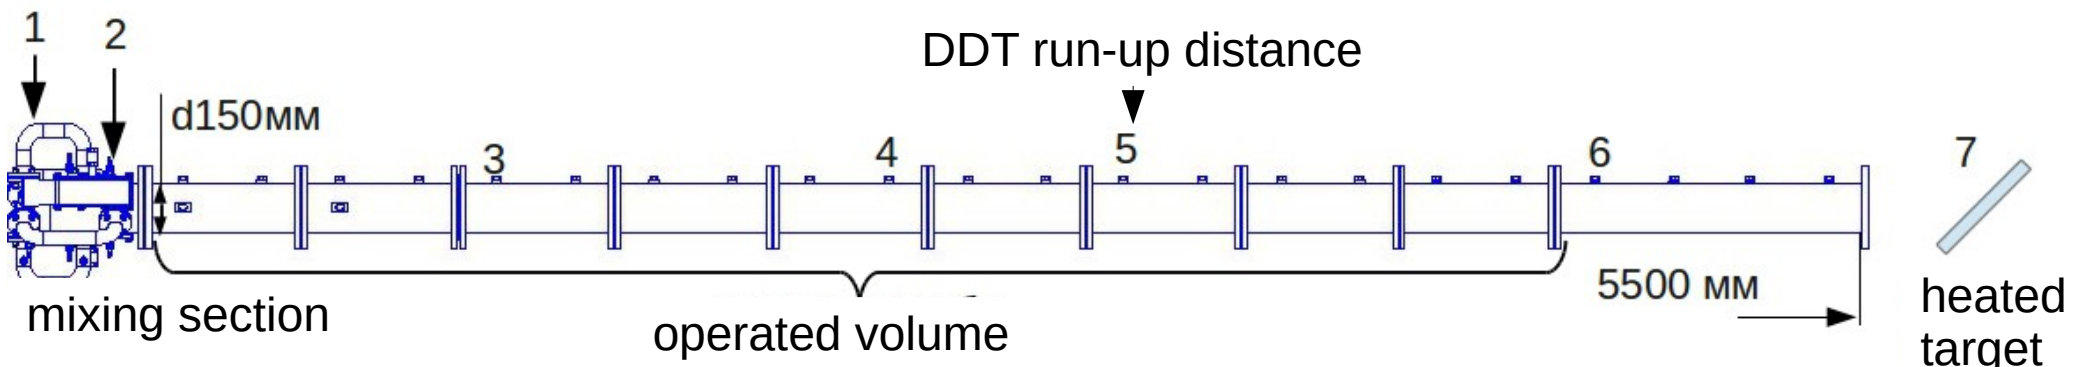 1
2
DDT run-up distance
d150мм
3
4
5
6
7
mixing section
operated volume
5500 мм
heated
target